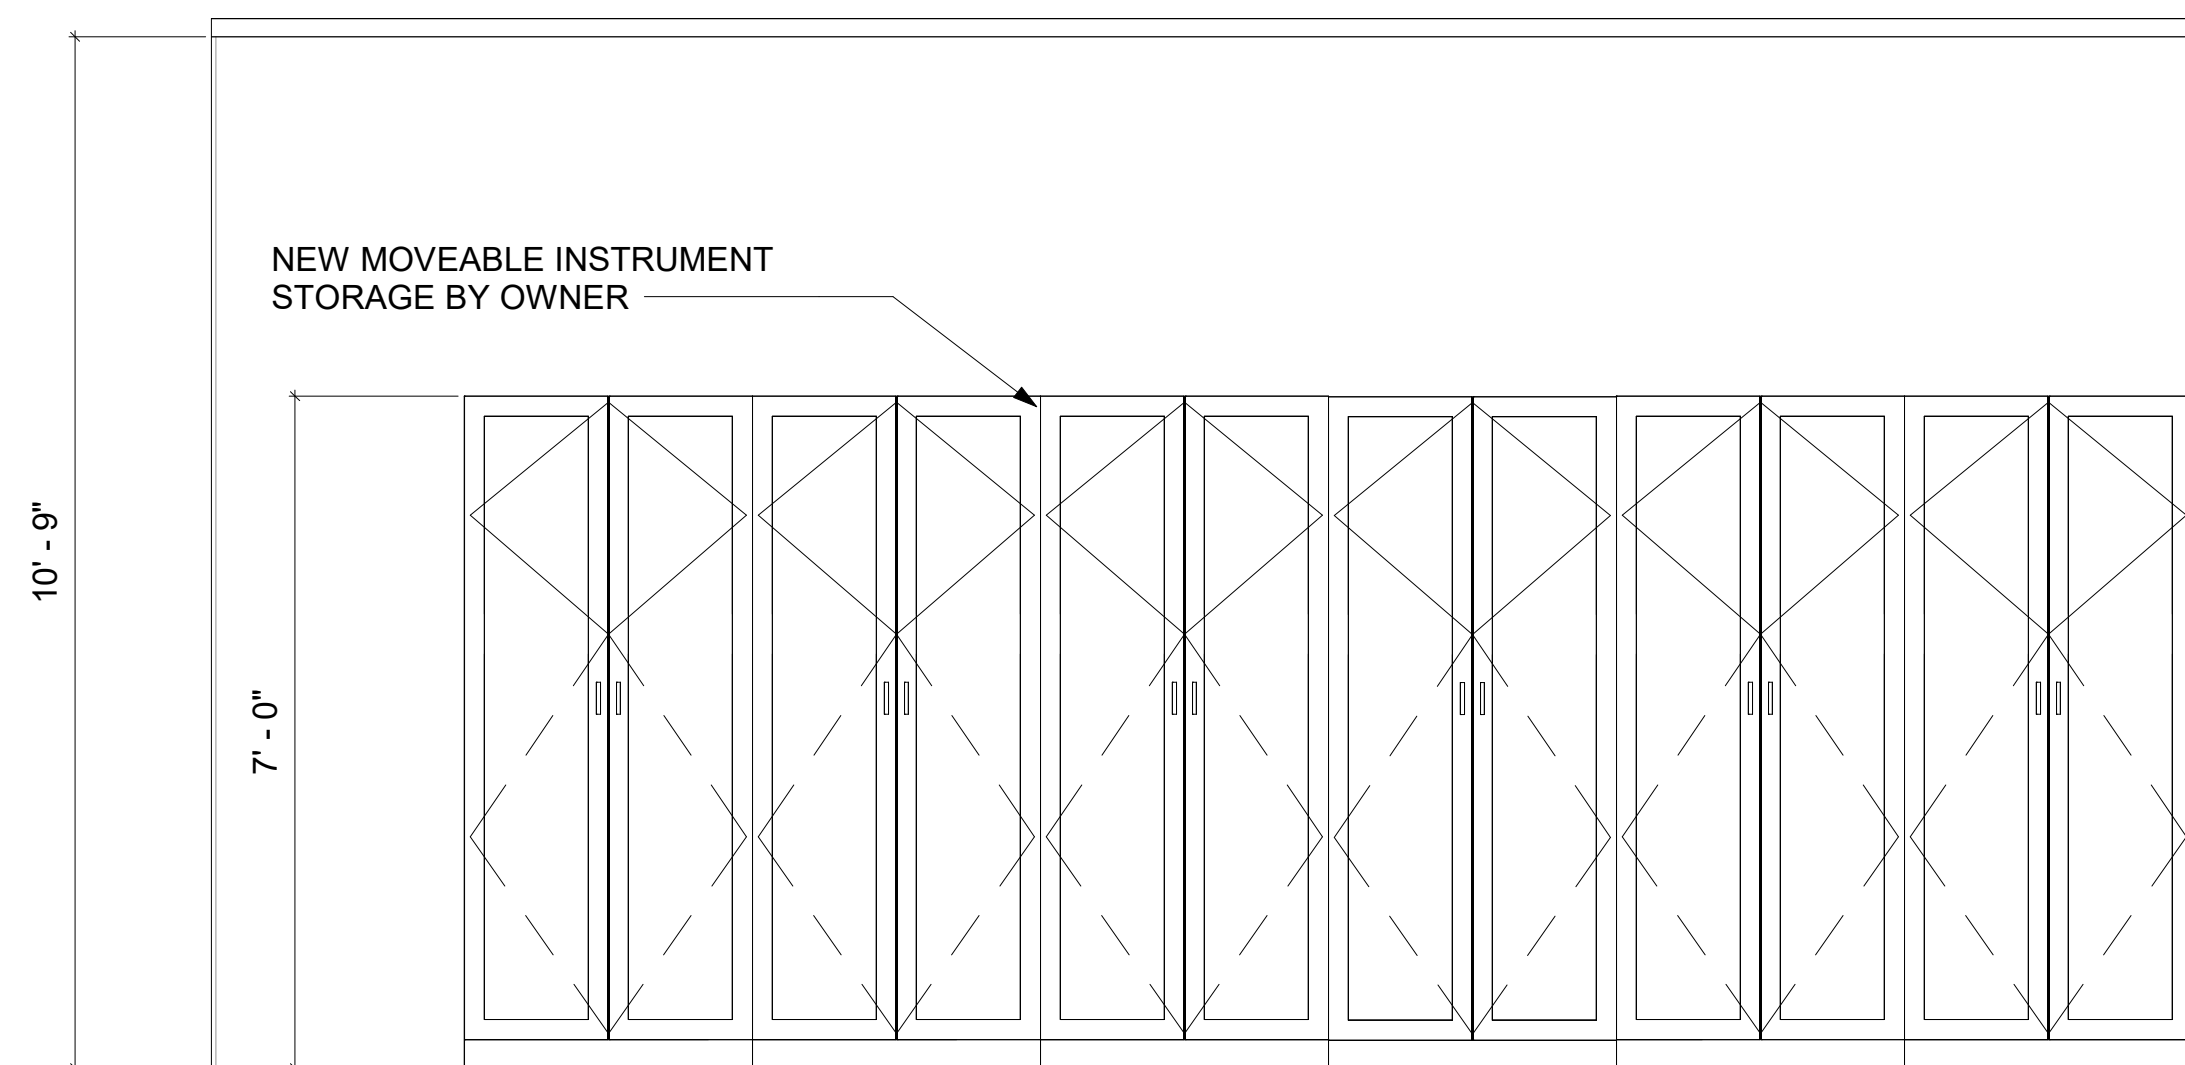 NEW MOVEABLE INSTRUMENT
STORAGE BY OWNER
10' - 9"
7' - 0"